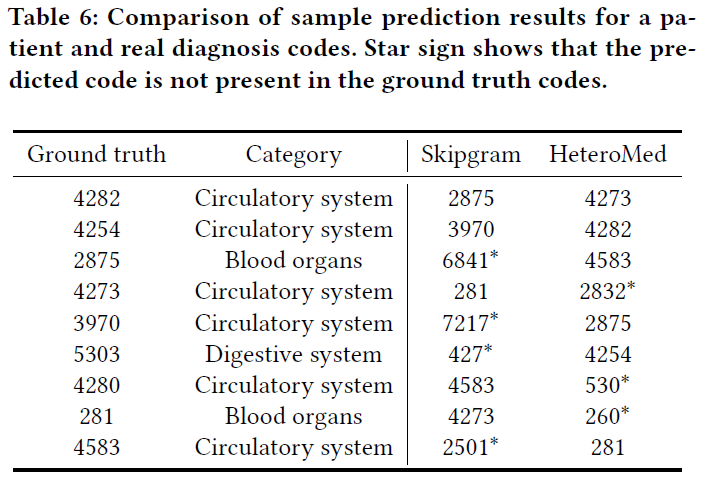 Table 6: Comparison of sample prediction results for a pa-
tient and real diagnosis codes. Star sign shows that the pre-
dicted code is not present in the ground truth codes.
Ground truth Category Skipgram HeteroMed
4282 Circulatory system 2875 4273
4254 Circulatory system 3970 4282
2875 Blood organs 6841* 4583
4273 Circulatory system 281 2832*
3970 Circulatory system 7217* 2875
5303 Digestive system 427* 4254
4280 Circulatory system 4583 530*
281 Blood organs 4273 260*
4583 Circulatory system 2501* 281